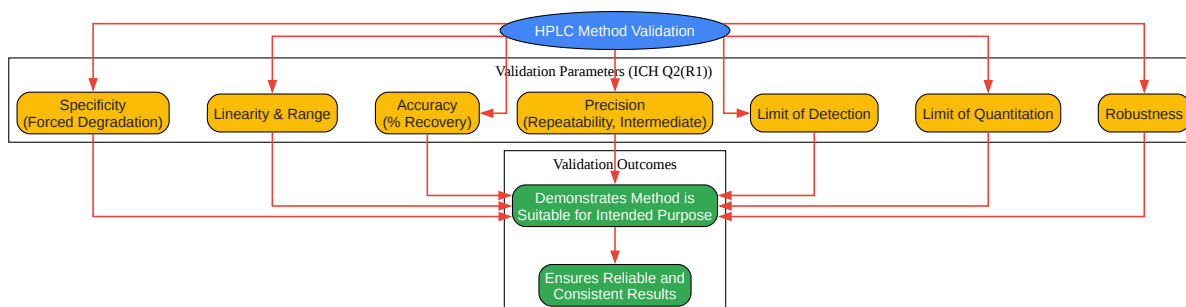 HPLC Method Validation
Validation Parameters (ICH Q2(R1))
Specificity
(Forced Degradation)
Linearity & Range
Accuracy
(% Recovery)
Precision
(Repeatability, Intermediate)
Limit of Detection
Limit of Quantitation
Robustness
Validation Outcomes
Demonstrates Method is
Suitable for Intended Purpose
Ensures Reliable and
Consistent Results